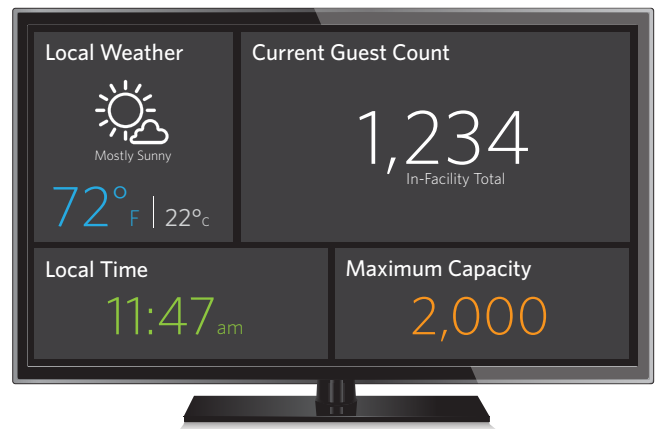 Local Weather
Mostly Sunny
72°F | 22°c
Current Guest Count
1,234
In-Facility Total
Local Time
11:47am
Maximum Capacity
2,000